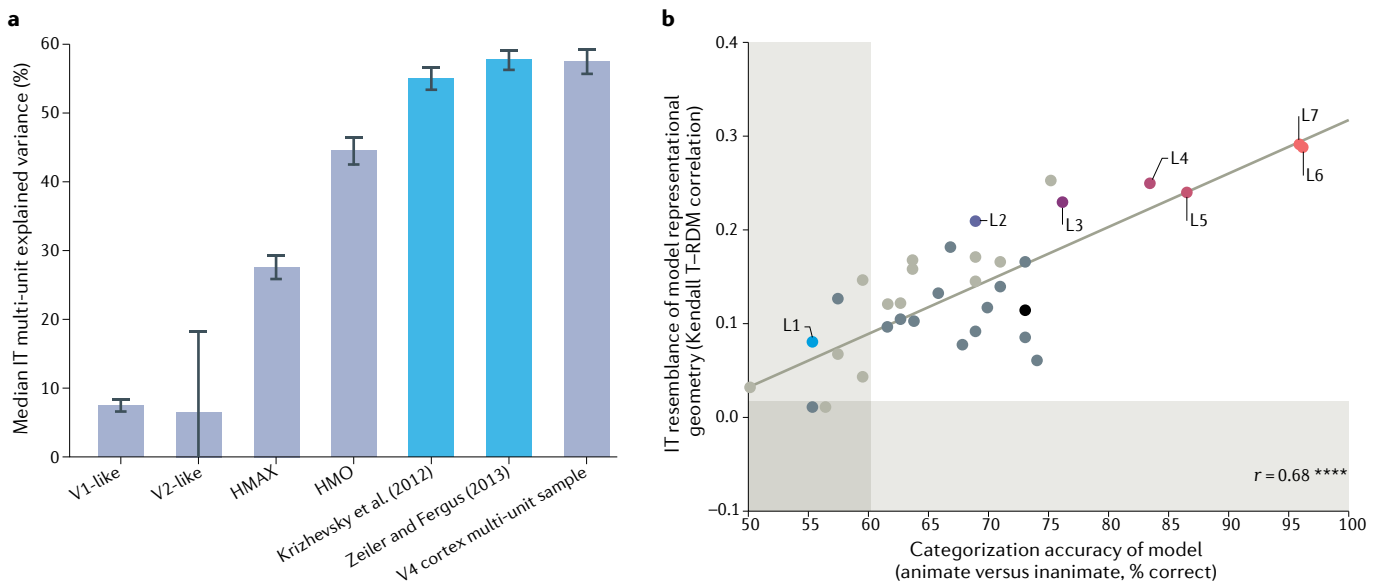 a
Median IT multi-unit explained variance (%)
60
50
40
30
20
10
0
V1-like
V2-like
HMAX
HMO
Krizhevsky et al. (2012)
Zeiler and Fergus (2013)
V4 cortex multi-unit sample
b
IT resemblance of model representational
geometry (Kendall T–RDM correlation)
0.4
0.3
0.2
0.1
0.0
–0.1
L1
L2
L3
L4
L5
L6
L7
r = 0.68 ****
50 55 60 65 70 75 80 85 90 95 100
Categorization accuracy of model
(animate versus inanimate, % correct)